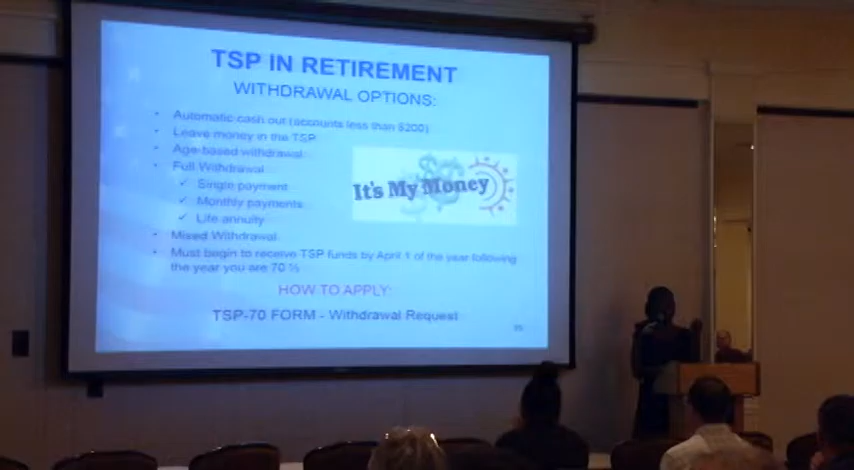 TSP IN RETIREMENT
WITHDRAWAL OPTIONS:
• Automatic cash out (accounts less than $200)
• Leave money in the TSP
• Age-based withdrawal
• Full Withdrawal
✓ Single payment
✓ Monthly payments
✓ Life annuity
• Mixed Withdrawal
• Must begin to receive TSP funds by April 1 of the year following
the year you are 70 ½
It's My Money
HOW TO APPLY:
TSP-70 FORM - Withdrawal Request